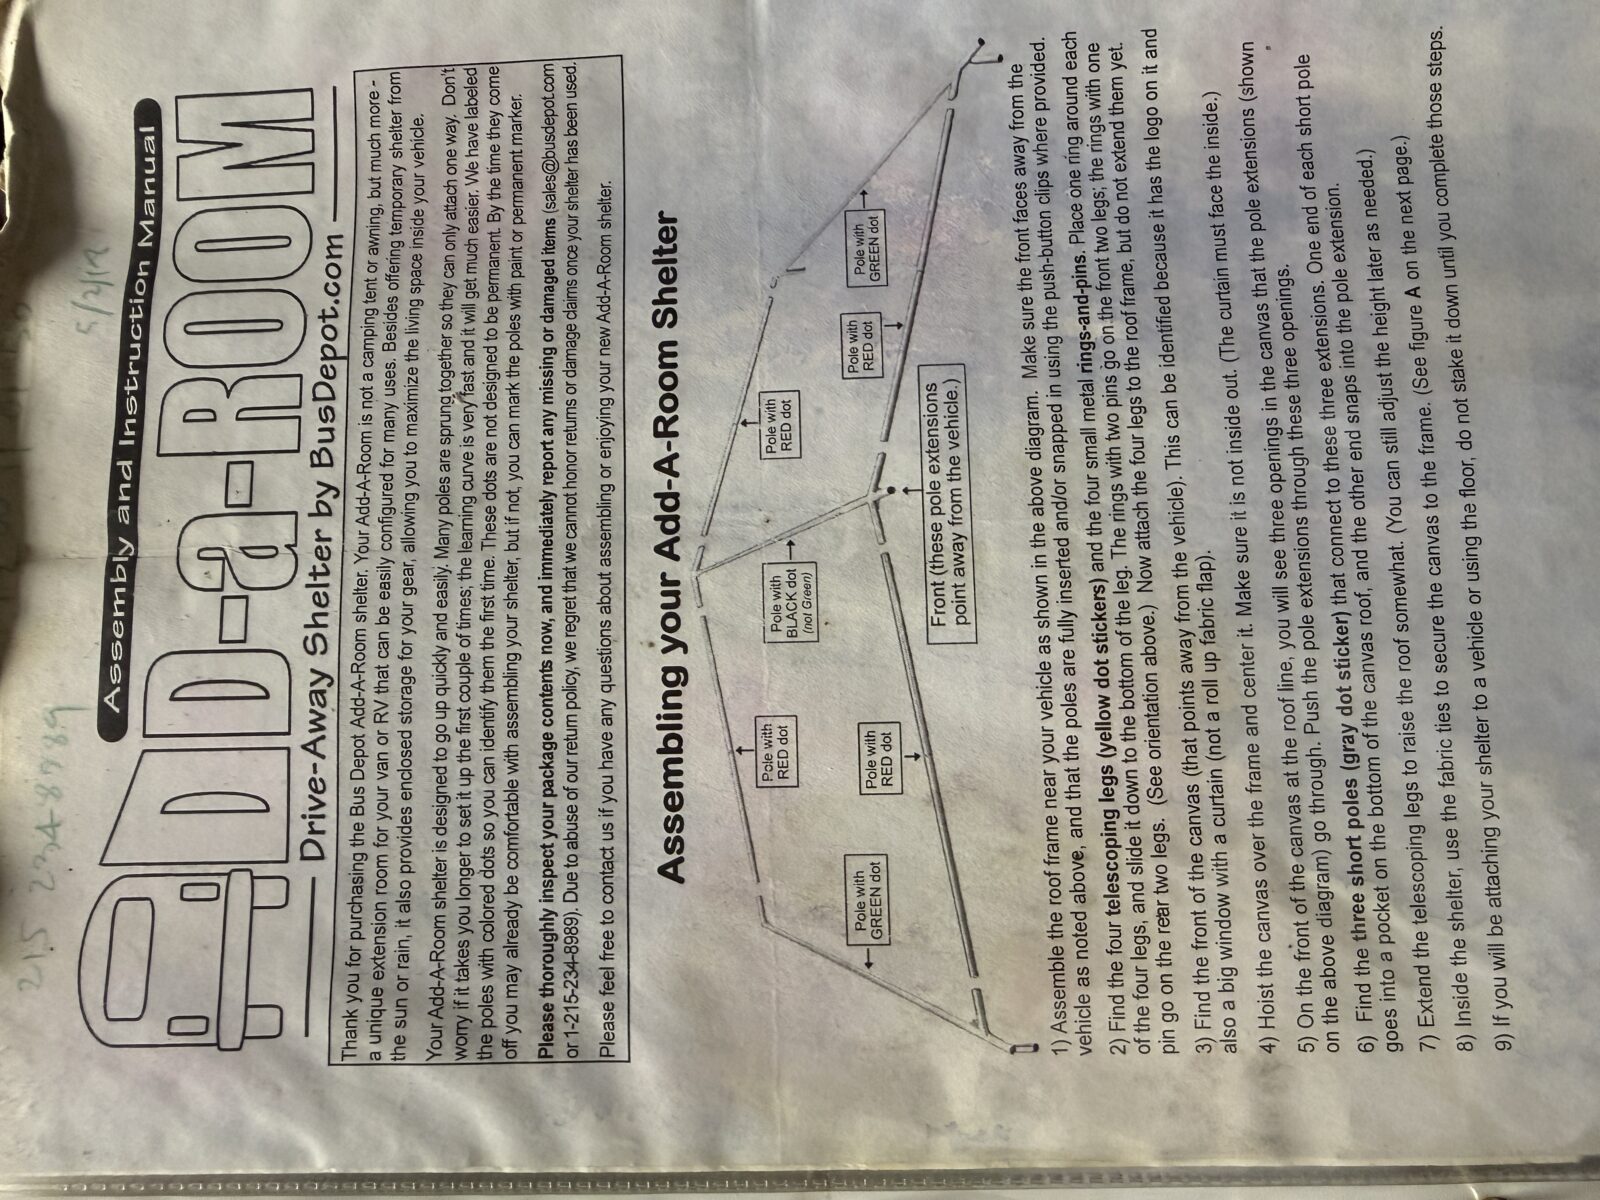 215 234-8989
5/2/12
Assembly and Instruction Manual
ADD-a-ROOM
Drive-Away Shelter by BusDepot.com
Thank you for purchasing the Bus Depot Add-A-Room shelter. Your Add-A-Room is not a camping tent or awning, but much more -
a unique extension room for your van or RV that can be easily configured for many uses. Besides offering temporary shelter from
the sun or rain, it also provides enclosed storage for your gear, allowing you to maximize the living space inside your vehicle.
Your Add-A-Room shelter is designed to go up quickly and easily. Many poles are sprung together so they can only attach one way. Don't
worry if it takes you longer to set it up the first couple of times; the learning curve is very fast and it will get much easier. We have labeled
the poles with colored dots so you can identify them the first time. These dots are not designed to be permanent. By the time they come
off you may already be comfortable with assembling your shelter, but if not, you can mark the poles with paint or permanent marker.
Please thoroughly inspect your package contents now, and immediately report any missing or damaged items (sales@busdepot.com
or 1-215-234-8989). Due to abuse of our return policy, we regret that we cannot honor returns or damage claims once your shelter has been used.
Please feel free to contact us if you have any questions about assembling or enjoying your new Add-A-Room shelter.
Assembling your Add-A-Room Shelter
Pole with
RED dot
Pole with
RED dot
Pole with
GREEN dot
Pole with
BLACK dot
(not Green)
Pole with
GREEN dot
Pole with
RED dot
Pole with
RED dot
Front (these pole extensions
point away from the vehicle.)
1) Assemble the roof frame near your vehicle as shown in the above diagram. Make sure the front faces away from the
vehicle as noted above, and that the poles are fully inserted and/or snapped in using the push-button clips where provided.
2) Find the four telescoping legs (yellow dot stickers) and the four small metal rings-and-pins. Place one ring around each
of the four legs, and slide it down to the bottom of the leg. The rings with two pins go on the front two legs; the rings with one
pin go on the rear two legs. (See orientation above.) Now attach the four legs to the roof frame, but do not extend them yet.
3) Find the front of the canvas (that points away from the vehicle). This can be identified because it has the logo on it and
also a big window with a curtain (not a roll up fabric flap).
4) Hoist the canvas over the frame and center it. Make sure it is not inside out. (The curtain must face the inside.)
5) On the front of the canvas at the roof line, you will see three openings in the canvas that the pole extensions (shown
on the above diagram) go through. Push the pole extensions through these three openings.
6) Find the three short poles (gray dot sticker) that connect to these three extensions. One end of each short pole
goes into a pocket on the bottom of the canvas roof, and the other end snaps into the pole extension.
7) Extend the telescoping legs to raise the roof somewhat. (You can still adjust the height later as needed.)
8) Inside the shelter, use the fabric ties to secure the canvas to the frame. (See figure A on the next page.)
9) If you will be attaching your shelter to a vehicle or using the floor, do not stake it down until you complete those steps.